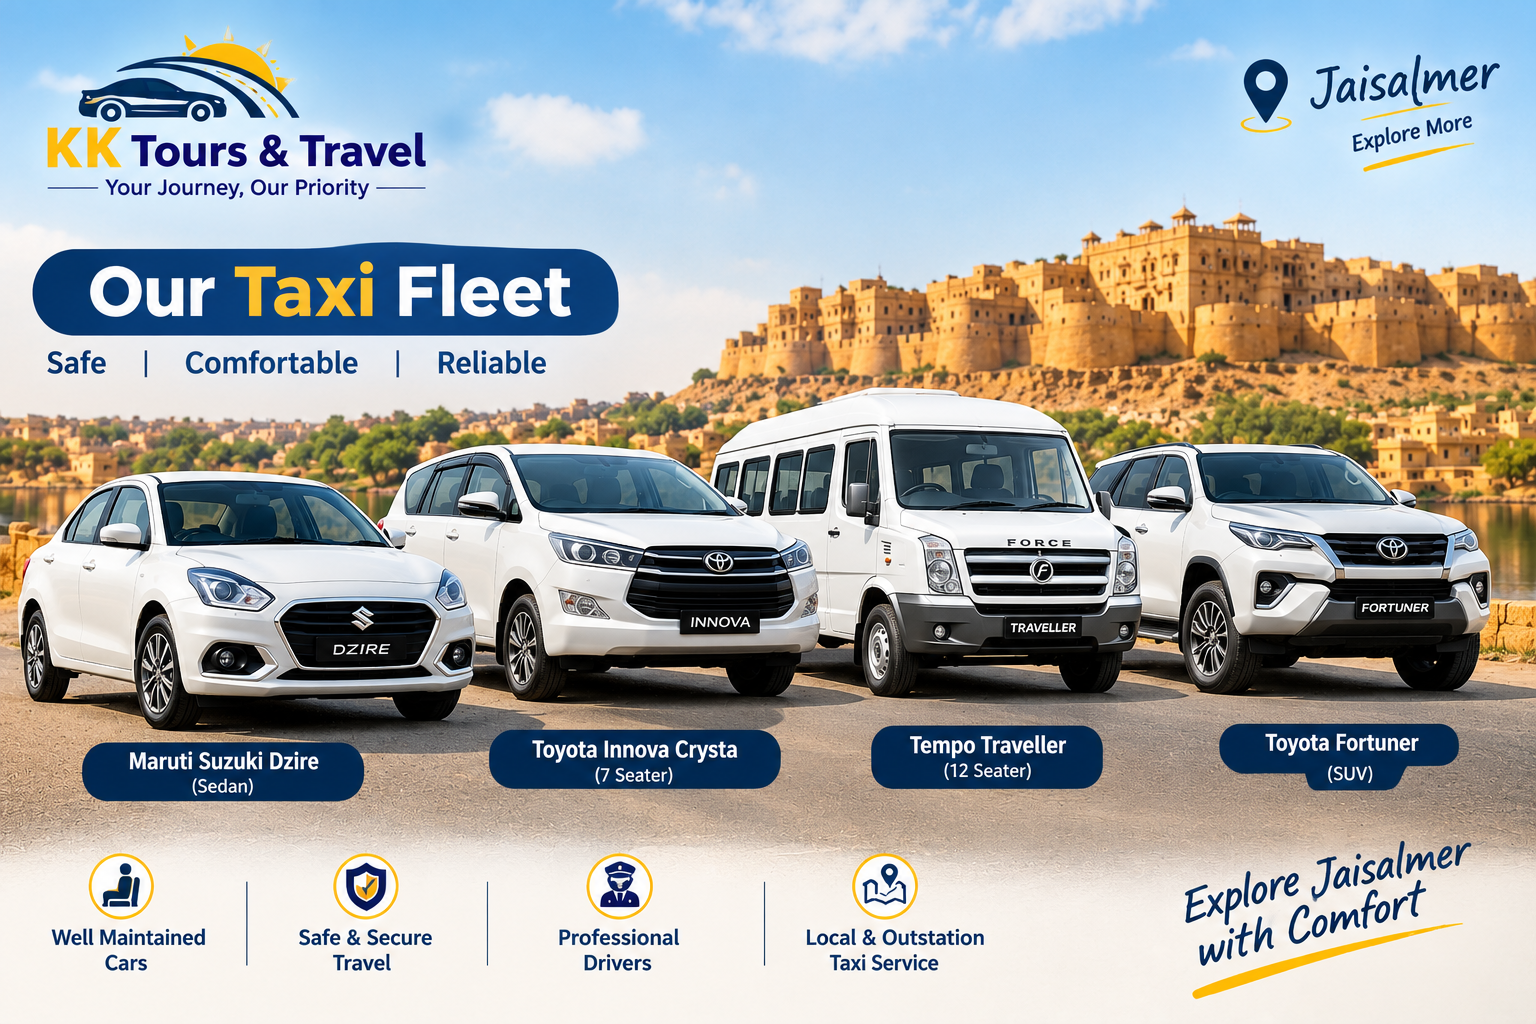 KK Tours & Travel
Your Journey, Our Priority
Jaisalmer
Explore More
Our Taxi Fleet
Safe | Comfortable | Reliable
DZIRE
INNOVA
FORCE
TRAVELLER
FORTUNER
Maruti Suzuki Dzire
(Sedan)
Toyota Innova Crysta
(7 Seater)
Tempo Traveller
(12 Seater)
Toyota Fortuner
(SUV)
Well Maintained
Cars
Safe & Secure
Travel
Professional
Drivers
Local & Outstation
Taxi Service
Explore Jaisalmer
with Comfort